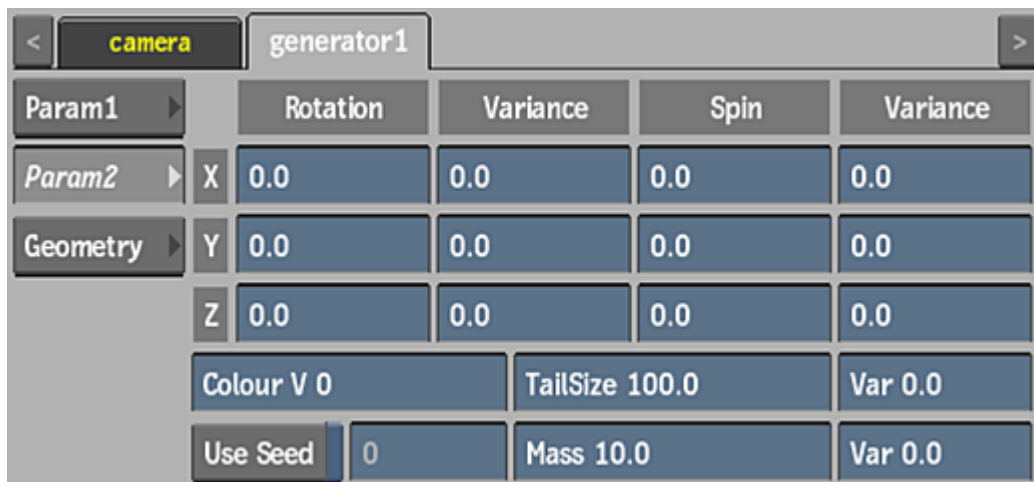 < camera generator1 >
Param1 Rotation Variance Spin Variance
Param2 X 0.0 0.0 0.0 0.0
Geometry Y 0.0 0.0 0.0 0.0
Z 0.0 0.0 0.0 0.0
Colour V 0 TailSize 100.0 Var 0.0
Use Seed 0 Mass 10.0 Var 0.0